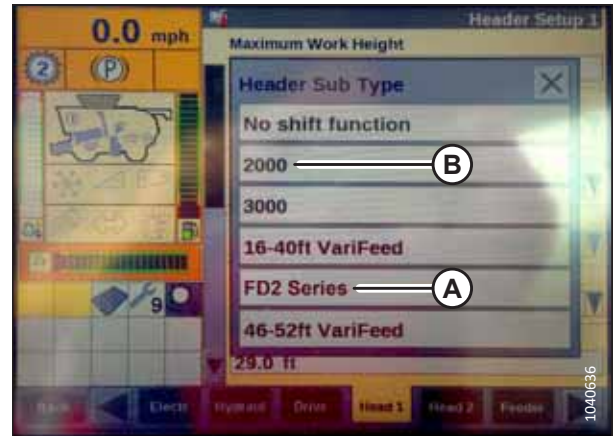 0.0 mph
Header Setup 1
Maximum Work Height
2
P
Header Sub Type
No shift function
2000
B
3000
16-40ft VariFeed
FD2 Series
A
46-52ft VariFeed
9
29.0 ft
Back
Electr
Hydraul
Drive
Head 1
Head 2
Feeder
1040636